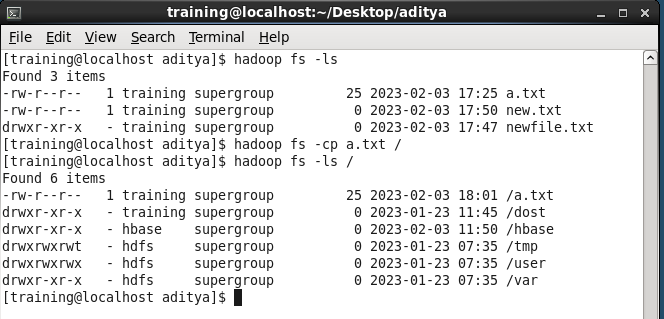 training@localhost:~/Desktop/aditya
File Edit View Search Terminal Help
[training@localhost aditya]$ hadoop fs -ls
Found 3 items
-rw-r--r--   1 training supergroup         25 2023-02-03 17:25 a.txt
-rw-r--r--   1 training supergroup          0 2023-02-03 17:50 new.txt
drwxr-xr-x   - training supergroup          0 2023-02-03 17:47 newfile.txt
[training@localhost aditya]$ hadoop fs -cp a.txt /
[training@localhost aditya]$ hadoop fs -ls /
Found 6 items
-rw-r--r--   1 training supergroup         25 2023-02-03 18:01 /a.txt
drwxr-xr-x   - training supergroup          0 2023-01-23 11:45 /dost
drwxr-xr-x   - hbase    supergroup          0 2023-02-03 11:50 /hbase
drwxrwxrwt   - hdfs     supergroup          0 2023-01-23 07:35 /tmp
drwxrwxrwx   - hdfs     supergroup          0 2023-01-23 07:35 /user
drwxr-xr-x   - hdfs     supergroup          0 2023-01-23 07:35 /var
[training@localhost aditya]$